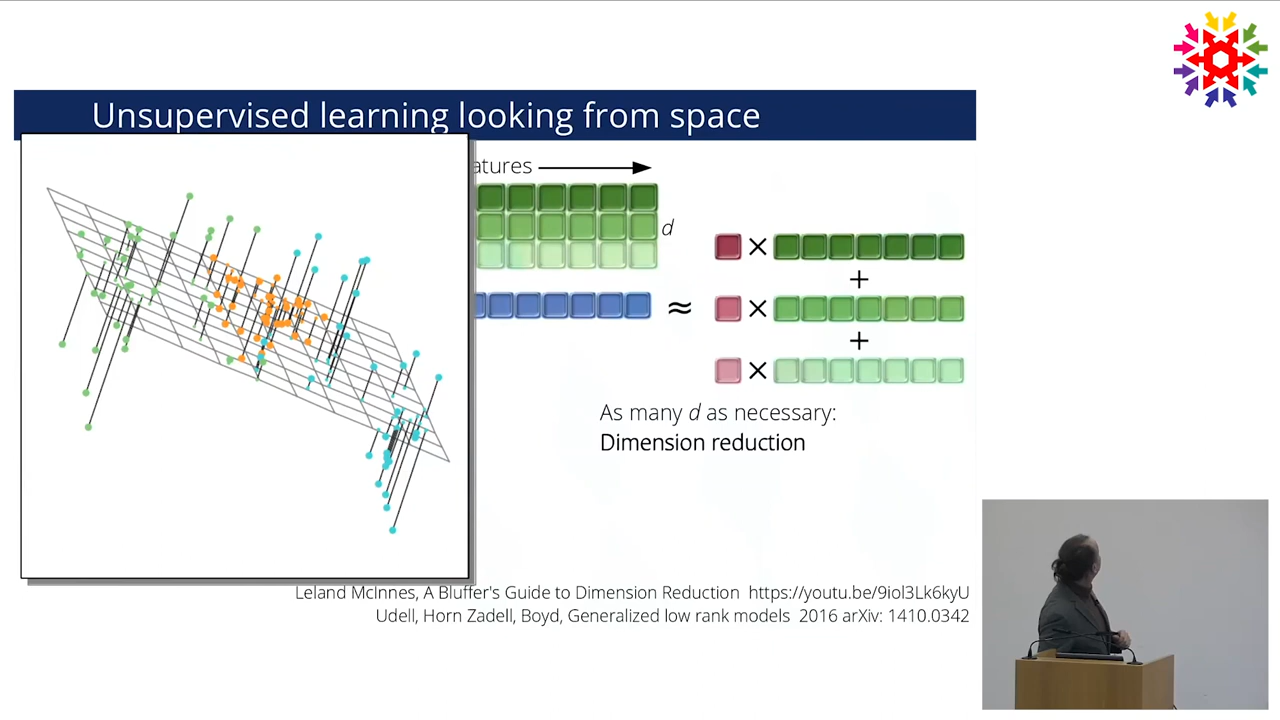 Unsupervised learning looking from space
atures
d
×
+
≈ ×
+
×
As many d as necessary:
Dimension reduction
Leland McInnes, A Bluffer's Guide to Dimension Reduction https://youtu.be/9iol3Lk6kyU
Udell, Horn Zadell, Boyd, Generalized low rank models 2016 arXiv: 1410.0342